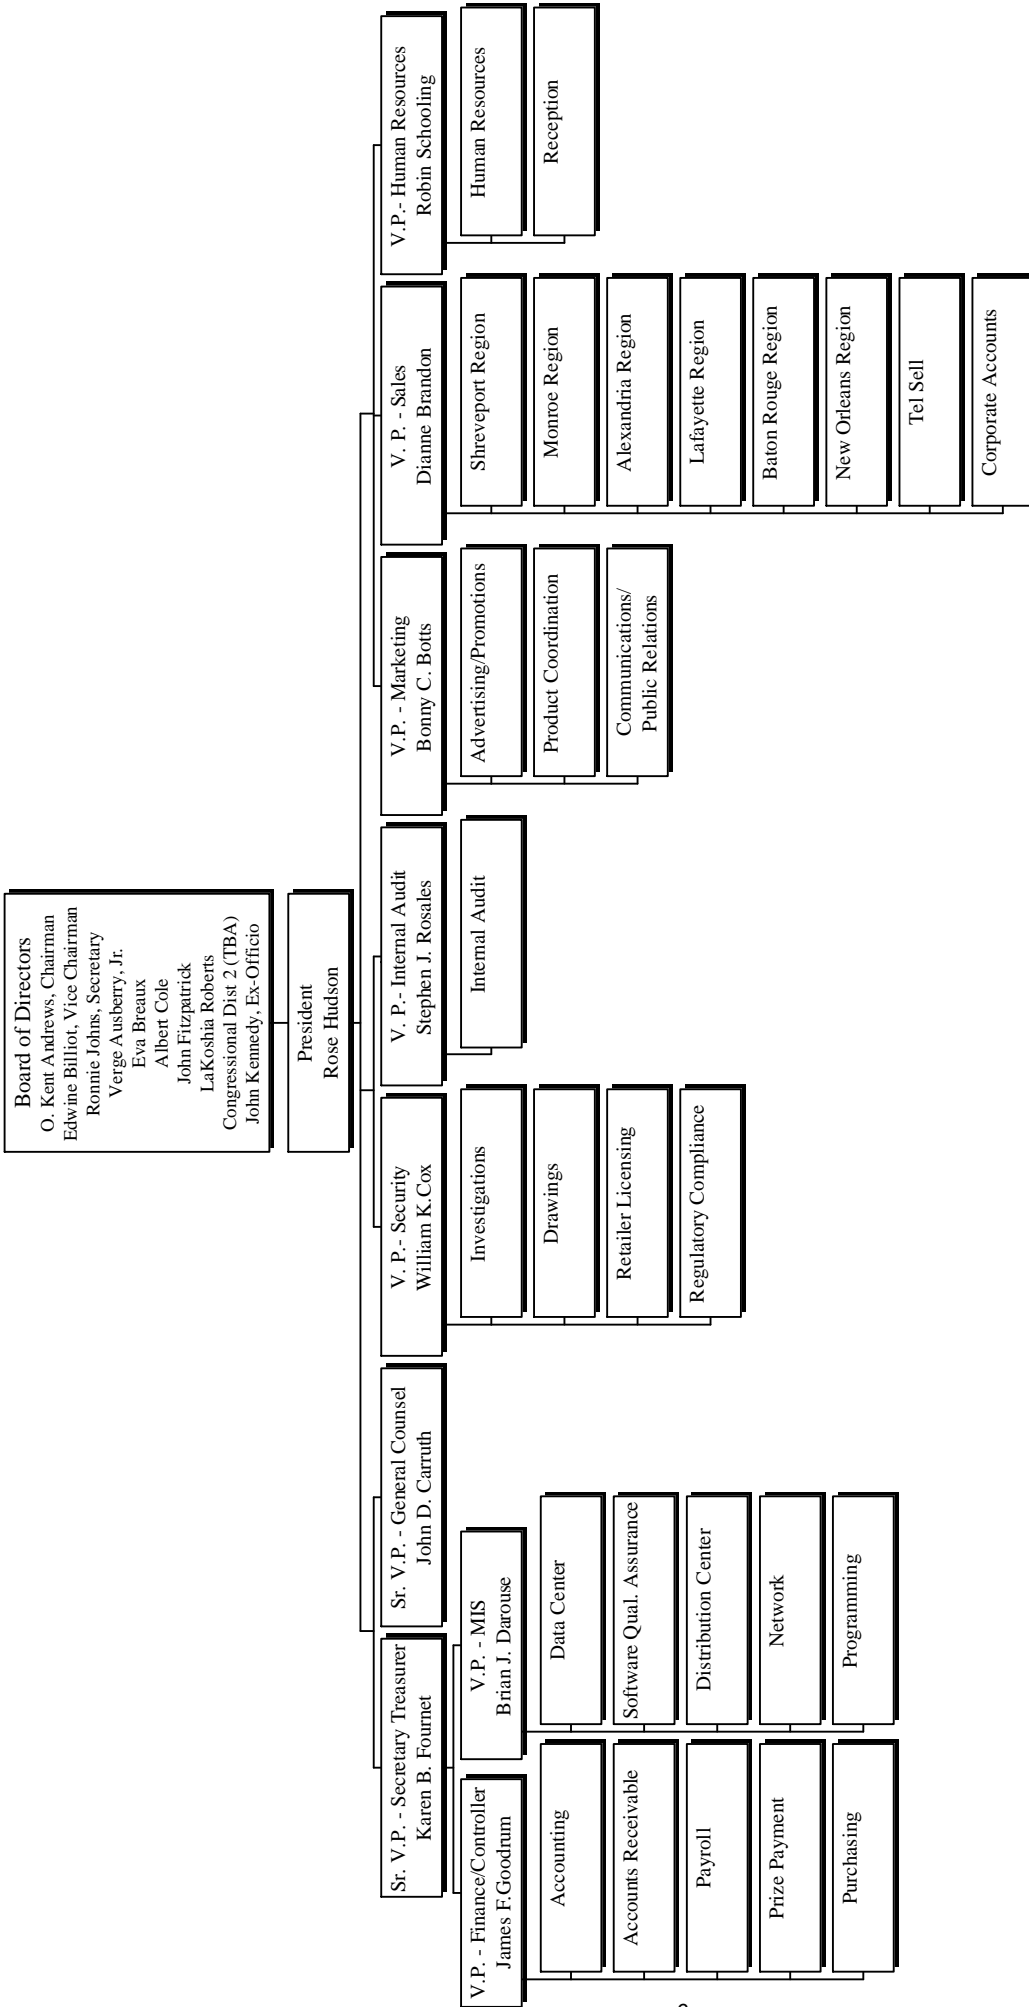 Board of Directors
O. Kent Andrews, Chairman
Edwine Billiot, Vice Chairman
Ronnie Johns, Secretary
Verge Ausberry, Jr.
Eva Breaux
Albert Cole
John Fitzpatrick
LaKoshia Roberts
Congressional Dist 2 (TBA)
John Kennedy, Ex-Officio
President
Rose Hudson
Sr. V.P. - Secretary Treasurer
Karen B. Fournet
V.P. - Finance/Controller
James F.Goodrum
Accounting
Accounts Receivable
Payroll
Prize Payment
Purchasing
V.P. - MIS
Brian J. Darouse
Data Center
Software Qual. Assurance
Distribution Center
Network
Programming
Sr. V.P. - General Counsel
John D. Carruth
V. P.- Security
William K.Cox
Investigations
Drawings
Retailer Licensing
Regulatory Compliance
V. P.- Internal Audit
Stephen J. Rosales
Internal Audit
V.P. - Marketing
Bonny C. Botts
Advertising/Promotions
Product Coordination
Communications/
Public Relations
V. P. - Sales
Dianne Brandon
Shreveport Region
Monroe Region
Alexandria Region
Lafayette Region
Baton Rouge Region
New Orleans Region
Tel Sell
Corporate Accounts
V.P.- Human Resources
Robin Schooling
Human Resources
Reception